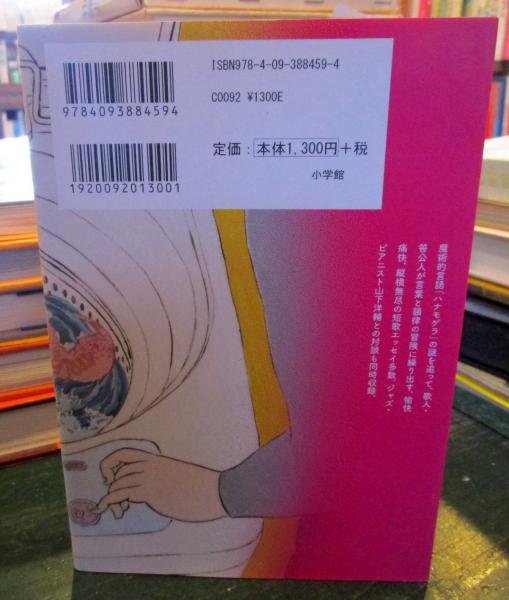 ISBN978-4-09-388459-4
C0092 ¥1300E
定価：本体1,300円＋税
小学館
9784093884594
1920092013001
魔術的言語「ハナモゲラ」の謎を追って、歌人・
笹公人が言葉と韻律の冒険に繰り出す、愉快
痛快、縦横無尽の短歌エッセイ多数。ジャズ・
ピアニスト山下洋輔との対談も同時収録。